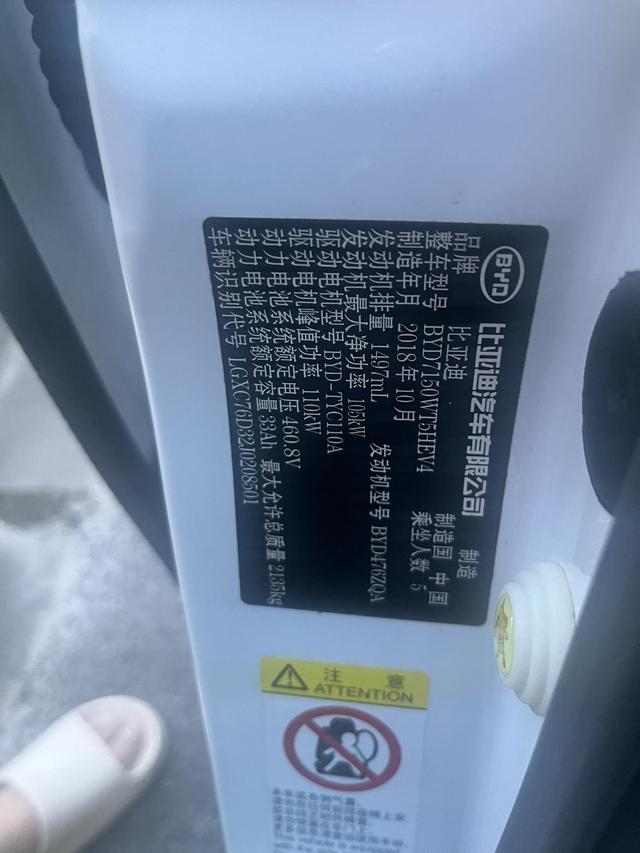 BYD 比亚迪汽车有限公司 制造
品牌 比亚迪 制造国 中国
整车型号 BYD7150WT5HEV4 乘坐人数 5
制造年月 2018年10月
发动机排量 1497mL 发动机型号 BYD476ZQA
发动机最大净功率 105kW
驱动电机型号 BYD-TYC110A
驱动电机峰值功率 110kW
动力电池系统额定电压 460.8V
动力电池系统额定容量 33Ah 最大允许总质量 2135kg
车辆识别代号 LGXC76D32J0208501
注 意
ATTENTION